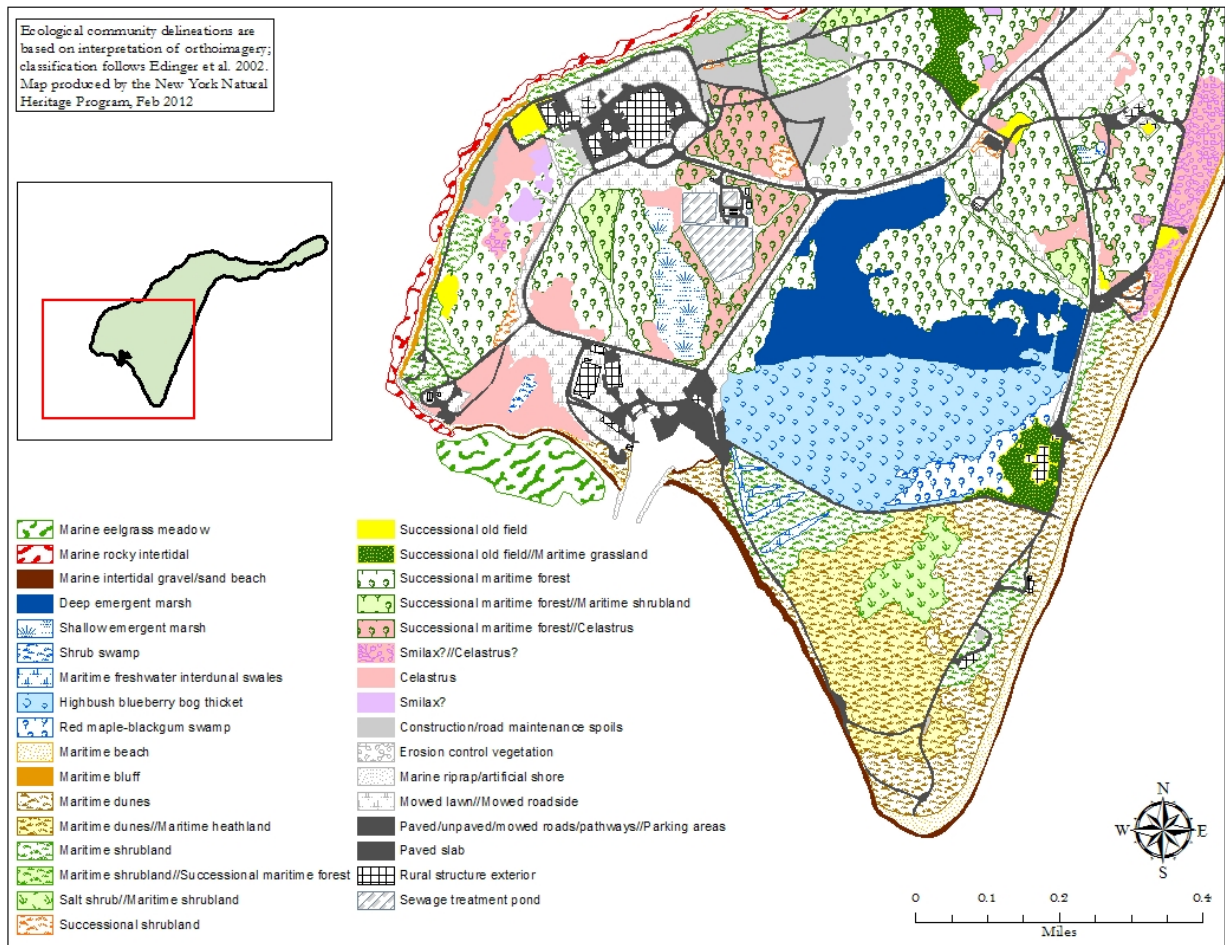 Ecological community delineations are
based on interpretation of orthoimagery;
classification follows Edinger et al. 2002.
Map produced by the New York Natural
Heritage Program, Feb 2012
Marine eelgrass meadow
Marine rocky intertidal
Marine intertidal gravel/sand beach
Deep emergent marsh
Shallow emergent marsh
Shrub swamp
Maritime freshwater interdunal swales
Highbush blueberry bog thicket
Red maple-blackgum swamp
Maritime beach
Maritime bluff
Maritime dunes
Maritime dunes//Maritime heathland
Maritime shrubland
Maritime shrubland//Successional maritime forest
Salt shrub//Maritime shrubland
Successional shrubland
Successional old field
Successional old field//Maritime grassland
Successional maritime forest
Successional maritime forest//Maritime shrubland
Successional maritime forest//Celastrus
Smilax?//Celastrus?
Celastrus
Smilax?
Construction/road maintenance spoils
Erosion control vegetation
Marine riprap/artificial shore
Mowed lawn//Mowed roadside
Paved/unpaved/mowed roads/pathways//Parking areas
Paved slab
Rural structure exterior
Sewage treatment pond
N
W E
S
0 0.1 0.2 0.4
Miles